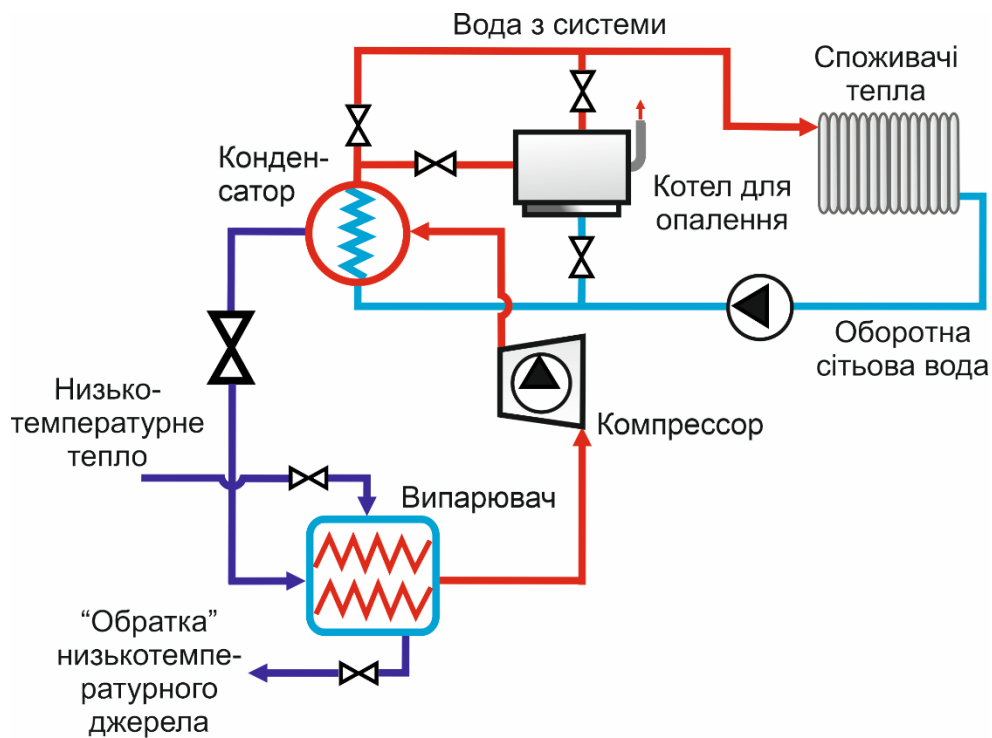 Вода з системи
Споживачі
тепла
Конден-
сатор
Котел для
опалення
Оборотна
сітьова вода
Низько-
температурне
тепло
Компрессор
Випарювач
“Обратка”
низькотемпе-
ратурного
джерела